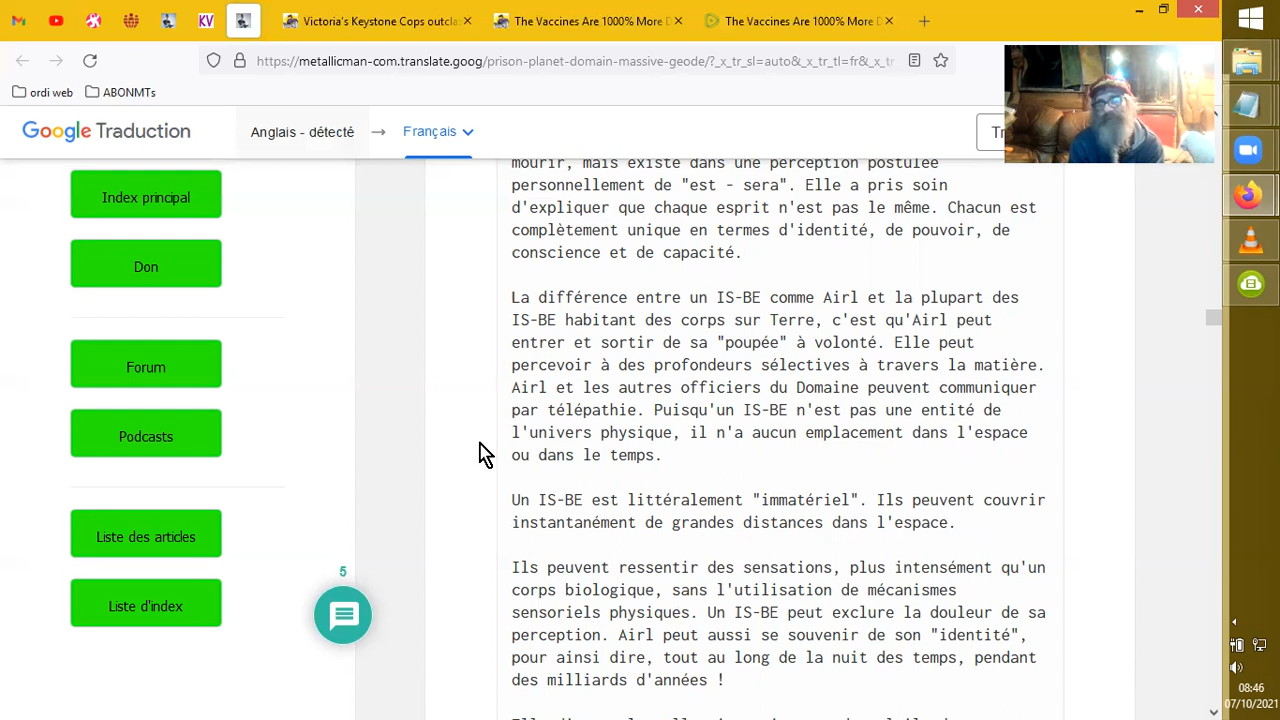 KV
Victoria's Keystone Cops outcla
The Vaccines Are 1000% More D
The Vaccines Are 1000% More D
https://metallicman-com.translate.goog/prison-planet-domain-massive-geode/?_x_tr_sl=auto&_x_tr_tl=fr&_x_tr
ordi web
ABONMTs
Google Traduction
Anglais - détecté
Français
Tr
Index principal
Don
Forum
Podcasts
Liste des articles
Liste d'index
5
mourir, mais existe dans une perception postulée
personnellement de "est - sera". Elle a pris soin
d'expliquer que chaque esprit n'est pas le même. Chacun est
complètement unique en termes d'identité, de pouvoir, de
conscience et de capacité.
La différence entre un IS-BE comme Airl et la plupart des
IS-BE habitant des corps sur Terre, c'est qu'Airl peut
entrer et sortir de sa "poupée" à volonté. Elle peut
percevoir à des profondeurs sélectives à travers la matière.
Airl et les autres officiers du Domaine peuvent communiquer
par télépathie. Puisqu'un IS-BE n'est pas une entité de
l'univers physique, il n'a aucun emplacement dans l'espace
ou dans le temps.
Un IS-BE est littéralement "immatériel". Ils peuvent couvrir
instantanément de grandes distances dans l'espace.
Ils peuvent ressentir des sensations, plus intensément qu'un
corps biologique, sans l'utilisation de mécanismes
sensoriels physiques. Un IS-BE peut exclure la douleur de sa
perception. Airl peut aussi se souvenir de son "identité",
pour ainsi dire, tout au long de la nuit des temps, pendant
des milliards d'années !
08:46
07/10/2021